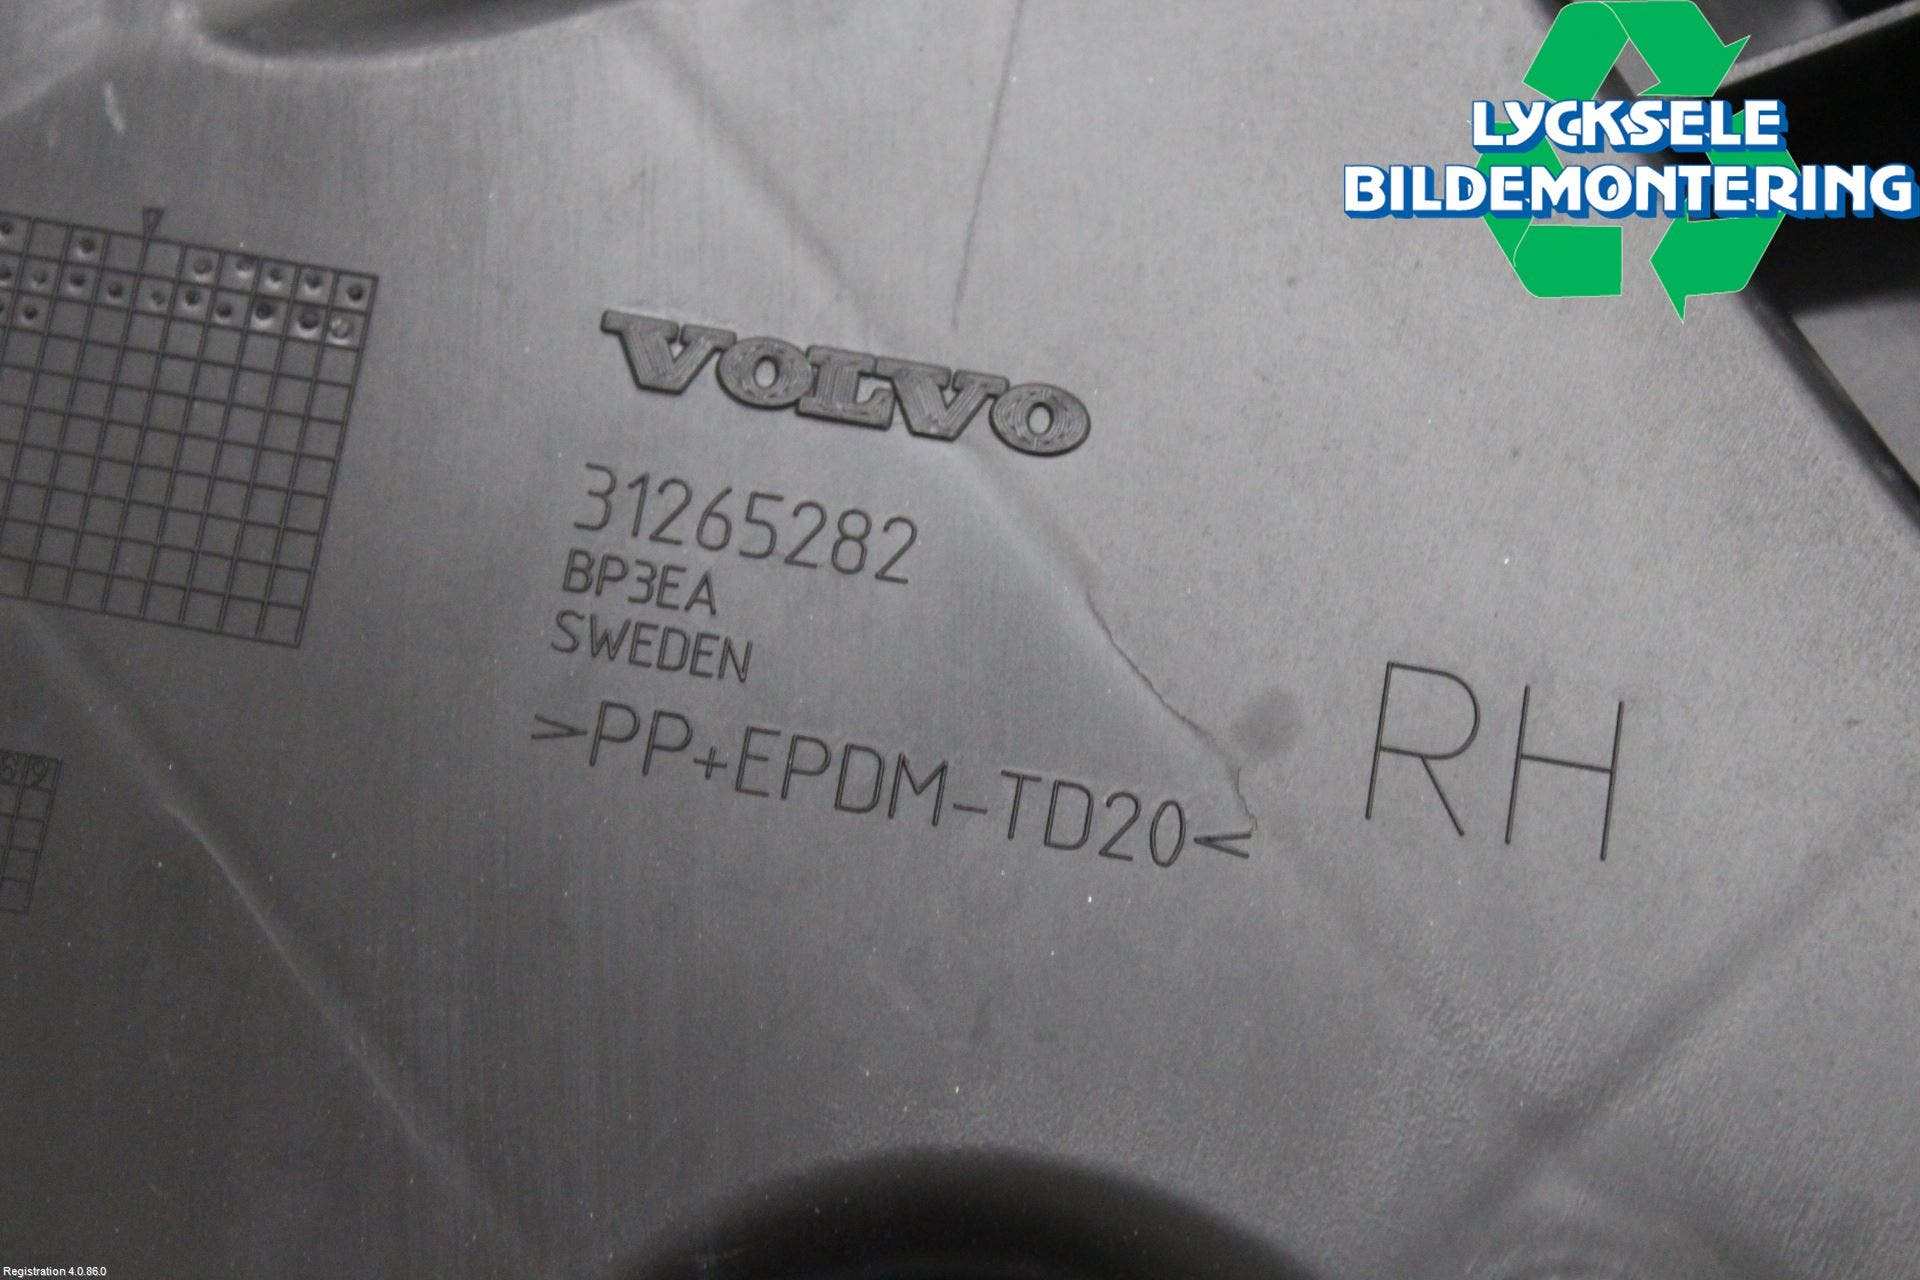 LYCKSELE
BILDEMONTERING
VOLVO
31265282
BP3EA
SWEDEN
>PP+EPDM-TD20<
RH
Registration 4.0.86.0